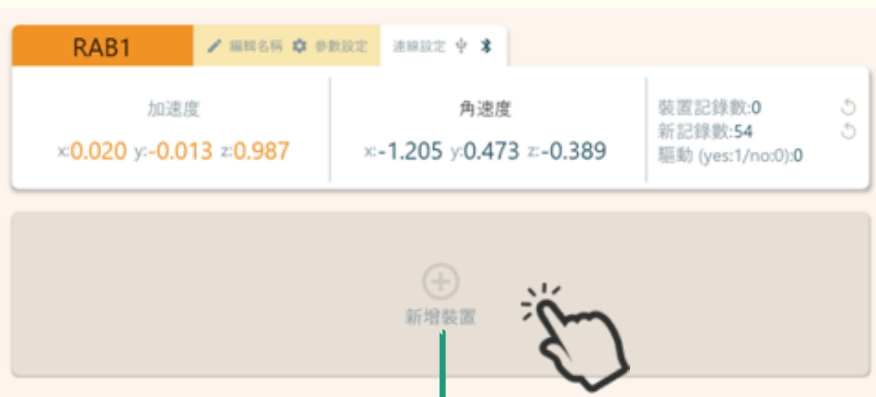 RAB1 編輯名稱 參數設定 連線設定
加速度 角速度 裝置記錄數:0
新記錄數:54
x:0.020 y:-0.013 z:0.987 x:-1.205 y:0.473 z:-0.389 驅動 (yes:1/no:0):0
新增裝置